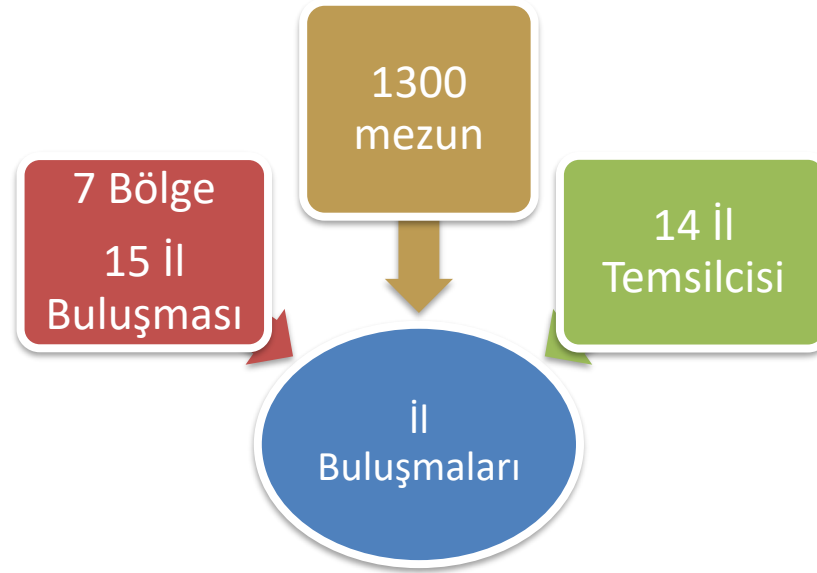 1300
mezun
7 Bölge
15 İl
Buluşması
14 İl
Temsilcisi
İl
Buluşmaları